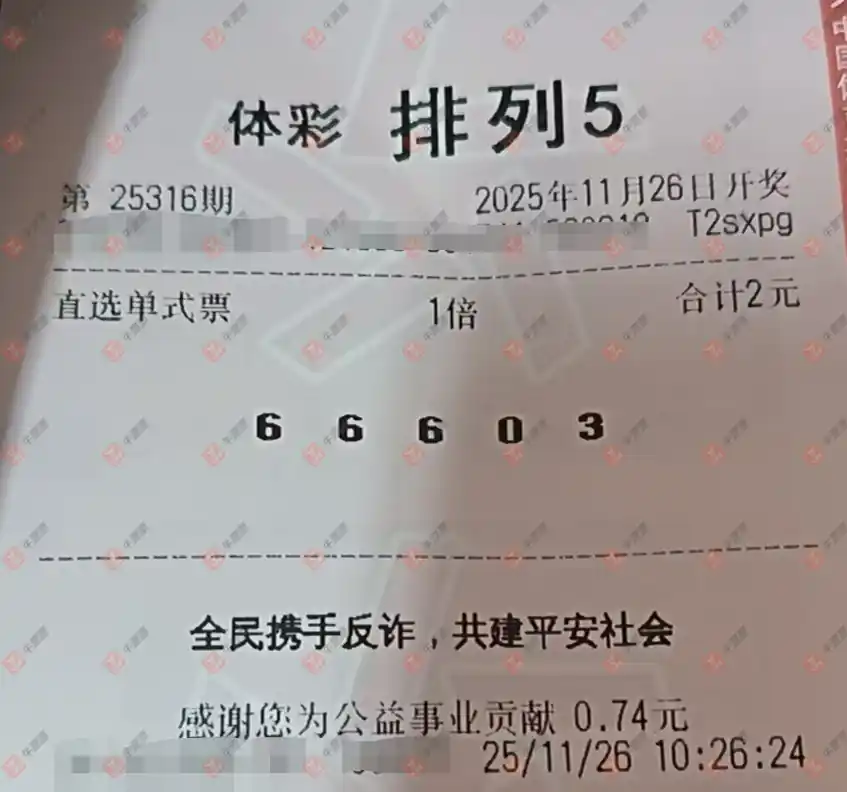 体彩 排列5
第 25316期 2025年11月26日开奖
T2sxpg
直选单式票 1倍 合计2元
6 6 6 0 3
全民携手反诈，共建平安社会
感谢您为公益事业贡献 0.74元
25/11/26 10:26:24
中国体